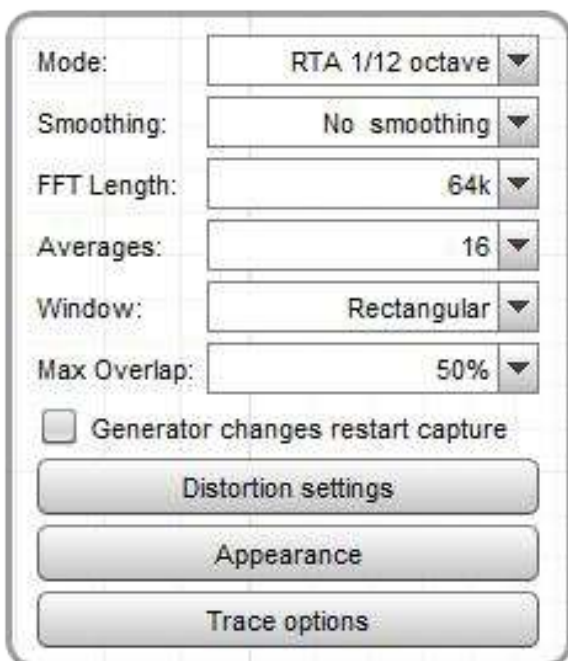 Mode: RTA 1/12 octave
Smoothing: No smoothing
FFT Length: 64k
Averages: 16
Window: Rectangular
Max Overlap: 50%
Generator changes restart capture
Distortion settings
Appearance
Trace options